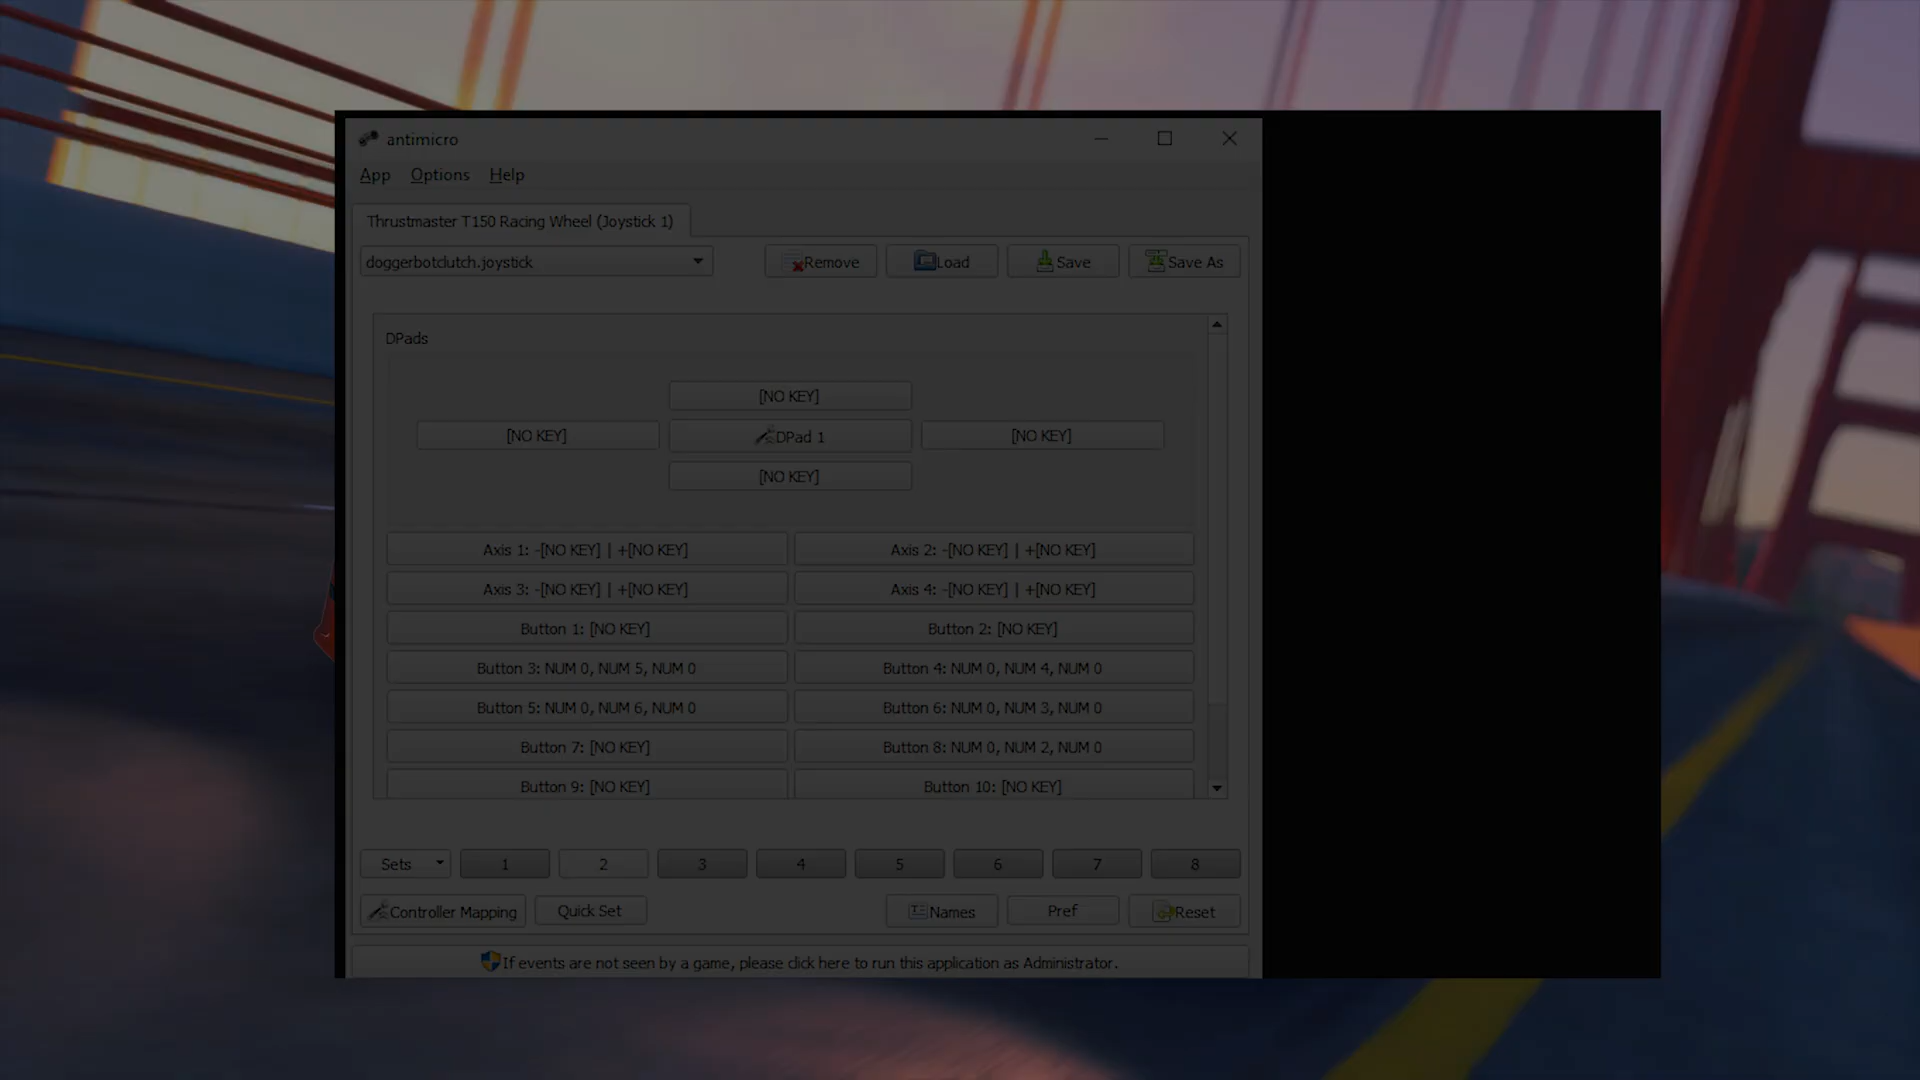 antimicro
App Options Help
Thrustmaster T150 Racing Wheel (Joystick 1)
doggerbotclutch.joystick Remove Load Save Save As
DPads
[NO KEY]
[NO KEY] DPad 1 [NO KEY]
[NO KEY]
Axis 1: -[NO KEY] | +[NO KEY] Axis 2: -[NO KEY] | +[NO KEY]
Axis 3: -[NO KEY] | +[NO KEY] Axis 4: -[NO KEY] | +[NO KEY]
Button 1: [NO KEY] Button 2: [NO KEY]
Button 3: NUM 0, NUM 5, NUM 0 Button 4: NUM 0, NUM 4, NUM 0
Button 5: NUM 0, NUM 6, NUM 0 Button 6: NUM 0, NUM 3, NUM 0
Button 7: [NO KEY] Button 8: NUM 0, NUM 2, NUM 0
Button 9: [NO KEY] Button 10: [NO KEY]
Sets 1 2 3 4 5 6 7 8
Controller Mapping Quick Set Names Pref Reset
If events are not seen by a game, please click here to run this application as Administrator.